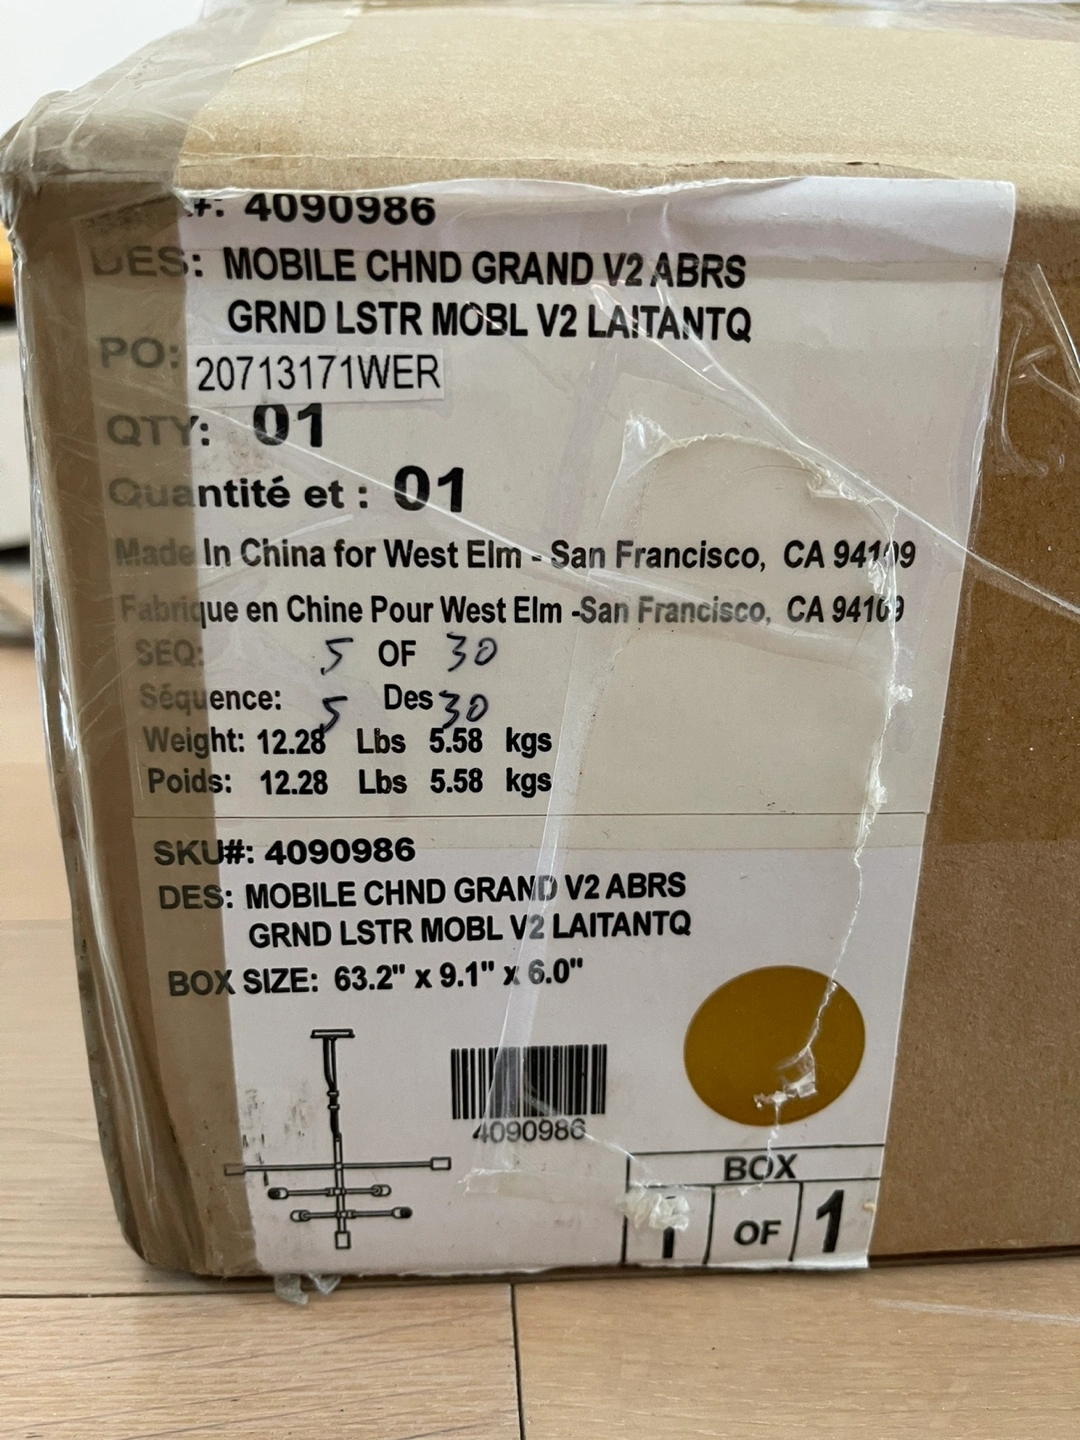 #: 4090986
DES: MOBILE CHND GRAND V2 ABRS
GRND LSTR MOBL V2 LAITANTQ
PO: 20713171WER
QTY: 01
Quantité et : 01
Made In China for West Elm - San Francisco, CA 94109
Fabrique en Chine Pour West Elm -San Francisco, CA 94109
SEQ: 5 OF 30
Séquence: 5 Des 30
Weight: 12.28 Lbs 5.58 kgs
Poids: 12.28 Lbs 5.58 kgs
SKU#: 4090986
DES: MOBILE CHND GRAND V2 ABRS
GRND LSTR MOBL V2 LAITANTQ
BOX SIZE: 63.2" x 9.1" x 6.0"
4090986
BOX
1 OF 1